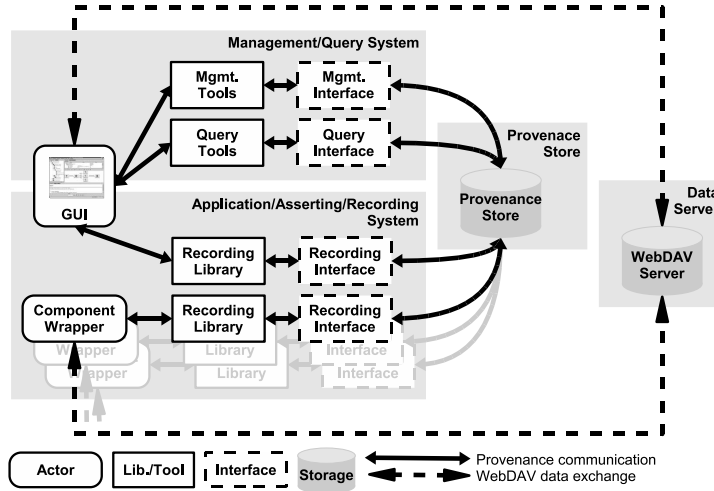 Management/Query System
Mgmt.
Tools
Mgmt.
Interface
Query
Tools
Query
Interface
Provenace
Store
Provenance
Store
GUI
Data
Serve
WebDAV
Server
Application/Asserting/Recording
System
Recording
Library
Recording
Interface
Component
Wrapper
Recording
Library
Recording
Interface
Wrapper
Library
Interface
Wrapper
Library
Interface
Actor
Lib./Tool
Interface
Storage
Provenance communication
WebDAV data exchange